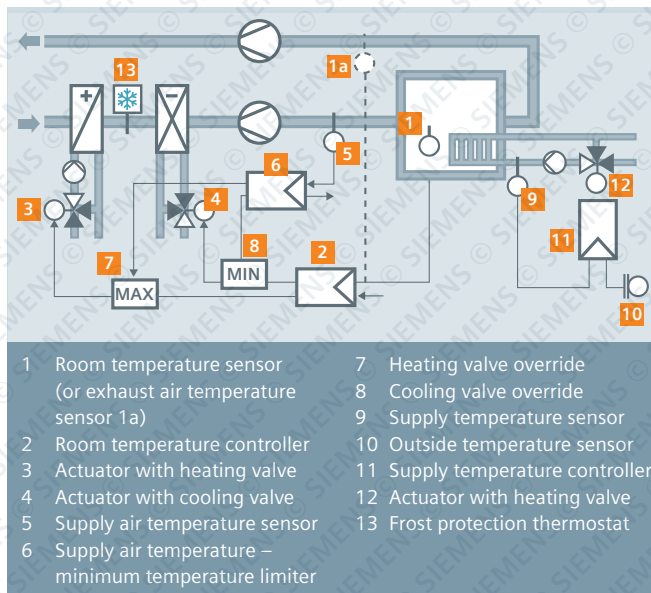 13
1a
+
−
1
6
5
3
4
9
12
8
2
11
7
MIN
MAX
10
1 Room temperature sensor
(or exhaust air temperature
sensor 1a)
2 Room temperature controller
3 Actuator with heating valve
4 Actuator with cooling valve
5 Supply air temperature sensor
6 Supply air temperature –
minimum temperature limiter
7 Heating valve override
8 Cooling valve override
9 Supply temperature sensor
10 Outside temperature sensor
11 Supply temperature controller
12 Actuator with heating valve
13 Frost protection thermostat
© SIEMENS